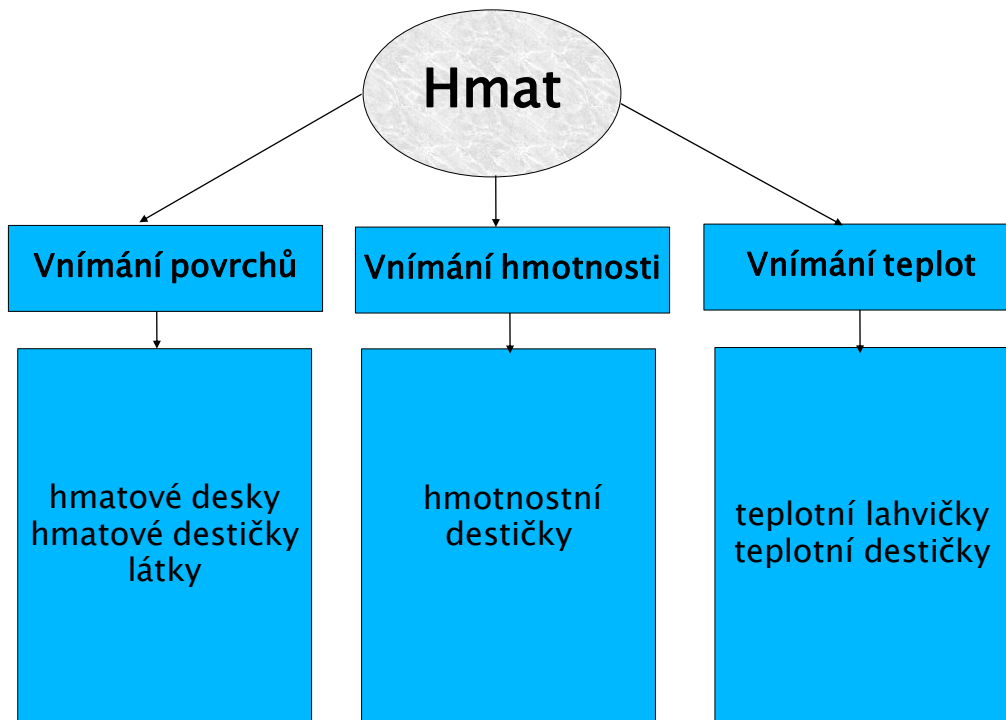 Hmat
Vnímání povrchů
Vnímání hmotnosti
Vnímání teplot
hmatové desky
hmatové destičky
látky
hmotnostní
destičky
teplotní lahvičky
teplotní destičky